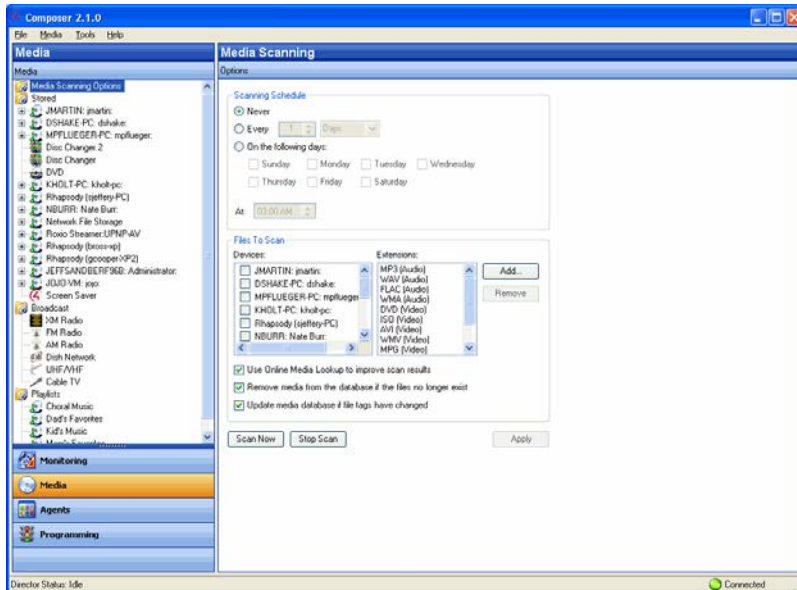 Composer 2.1.0
File Media Tools Help
Media
Media
Media Scanning Options
Stored
JMARTIN: jmartin:
DSHAKE-PC: dshake:
MPFLUEGER-PC: mpflueger:
Disc Changer 2
Disc Changer
DVD
KHOLT-PC: kholt-pc:
Rhapsody (sjeffery-PC)
NBURR: Nate Burr:
Network File Storage
Roxio Streamer:UPNP-AV
Rhapsody (bross-xp)
Rhapsody (gcooper-XP2)
JEFFSANDBERF96B: Administrator:
JOJO-VM: jojo:
Screen Saver
Broadcast
XM Radio
FM Radio
AM Radio
Dish Network
UHF/VHF
Cable TV
Playlists
Choral Music
Dad's Favorites
Kid's Music
Monitoring
Media
Agents
Programming
Media Scanning
Options
Scanning Schedule
Never
Every 1 Days
On the following days:
Sunday Monday Tuesday Wednesday
Thursday Friday Saturday
At: 03:00 AM
Files To Scan
Devices:
JMARTIN: jmartin:
DSHAKE-PC: dshake:
MPFLUEGER-PC: mpflueger
KHOLT-PC: kholt-pc:
Rhapsody (sjeffery-PC)
NBURR: Nate Burr:
Extensions:
MP3 (Audio)
WAV (Audio)
FLAC (Audio)
WMA (Audio)
DVD (Video)
ISO (Video)
AVI (Video)
WMV (Video)
MPG (Video)
Add...
Remove
Use Online Media Lookup to improve scan results
Remove media from the database if the files no longer exist
Update media database if file tags have changed
Scan Now Stop Scan Apply
Director Status: Idle
Connected